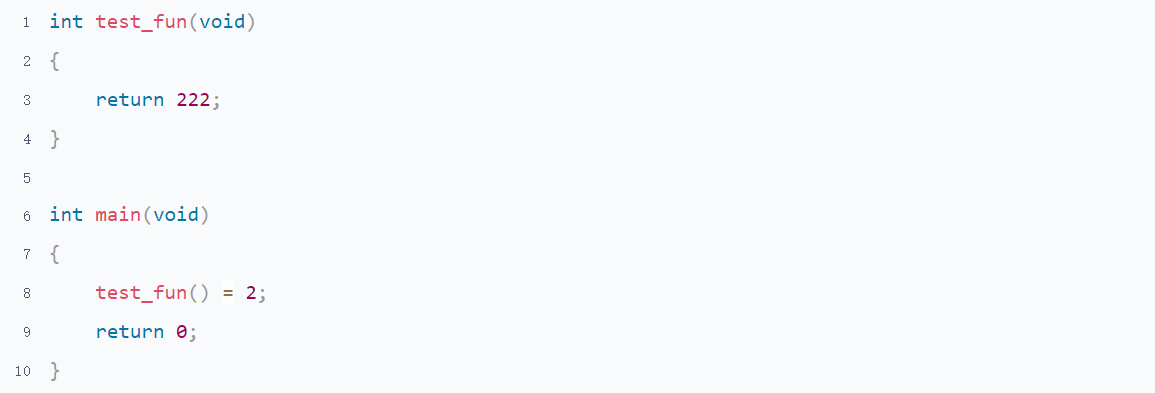 1 int test_fun(void)
2 {
3     return 222;
4 }
5
6 int main(void)
7 {
8     test_fun() = 2;
9     return 0;
10 }